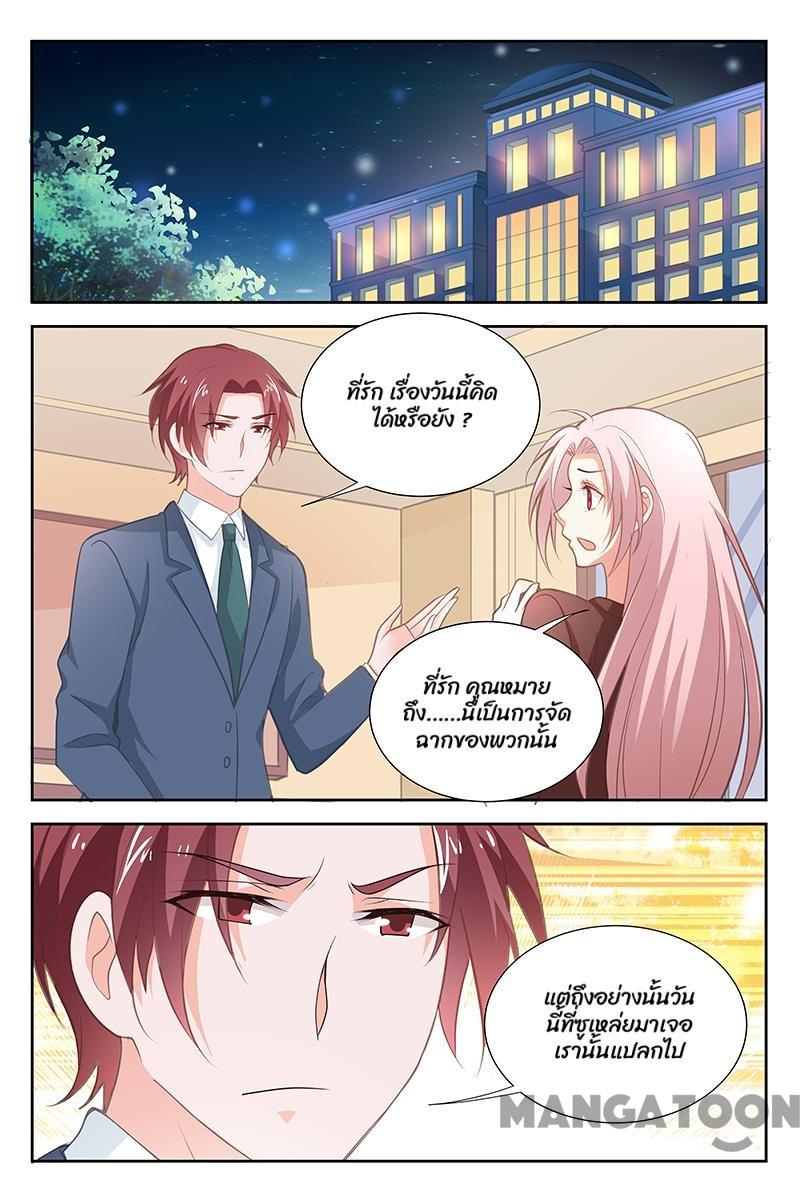 ที่รัก เรื่องวันนี้คิด
ได้หรือยัง ?
ที่รัก คุณหมาย
ถึง......นี่เป็นการจัด
ฉากของพวกนั้น
แต่ถึงอย่างนั้นวัน
นี้ที่ซูเหล่ยมาเจอ
เรานั้นแปลกไป
MANGATOON